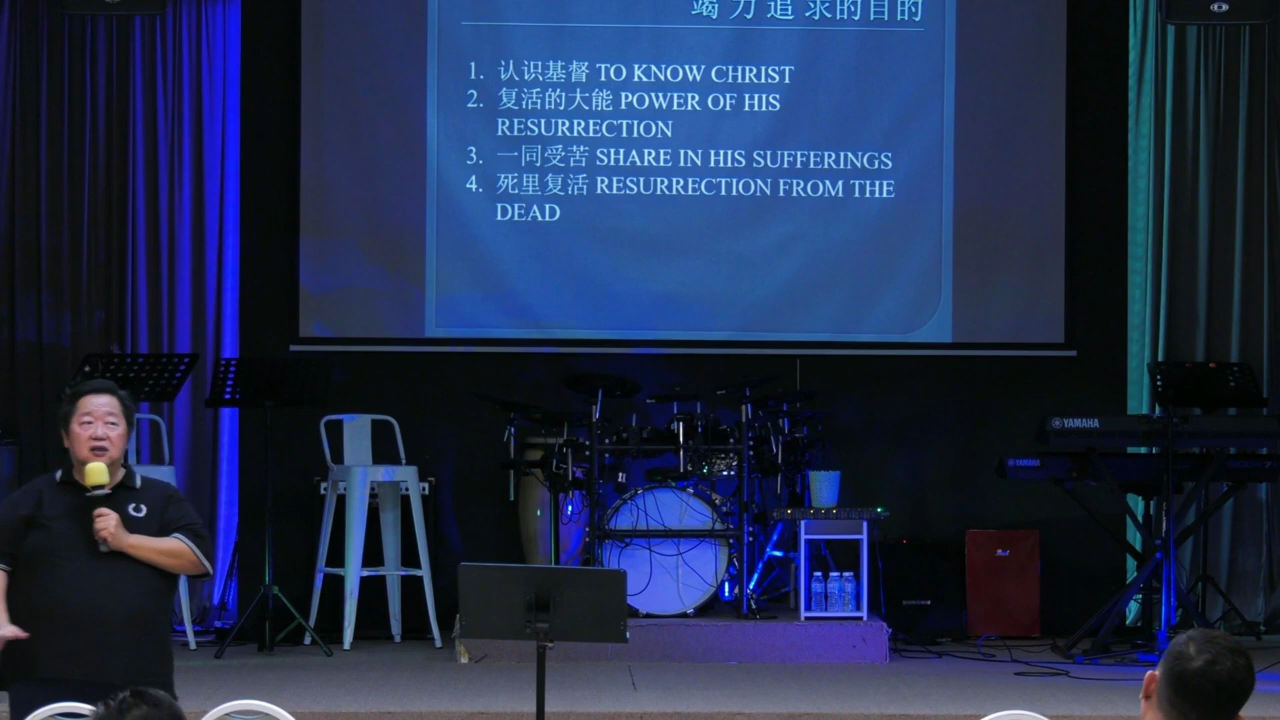 竭 力 追 求的目的
1. 认识基督 TO KNOW CHRIST
2. 复活的大能 POWER OF HIS
RESURRECTION
3. 一同受苦 SHARE IN HIS SUFFERINGS
4. 死里复活 RESURRECTION FROM THE
DEAD
YAMAHA
YAMAHA